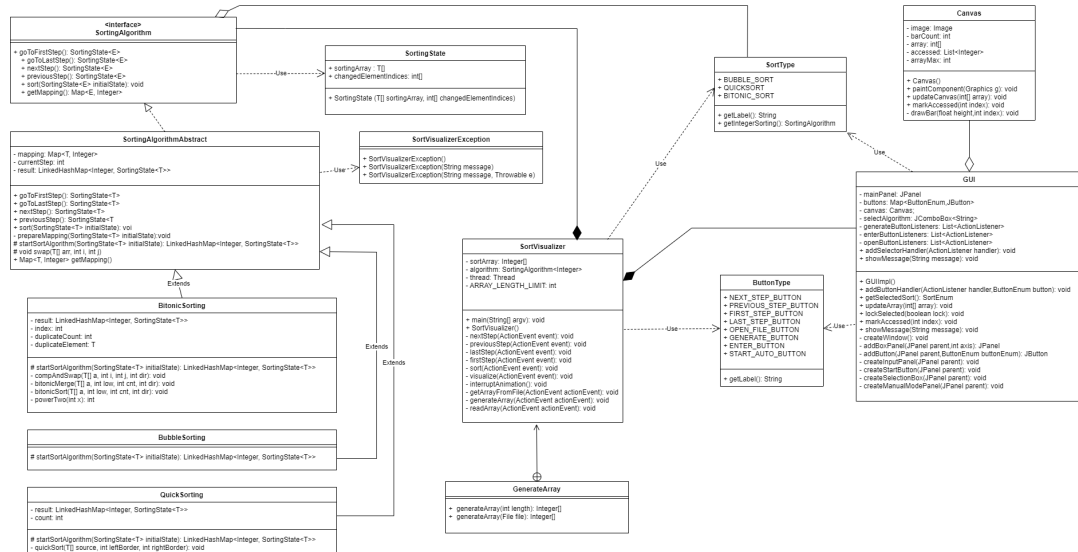 <interface>
SortingAlgorithm
+ goToFirstStep(): SortingState<E>
+ goToLastStep(): SortingState<E>
+ nextStep(): SortingState<E>
+ previousStep(): SortingState<E>
+ sort(SortingState<E> initialState): void
+ getMapping(): Map<E, Integer>
SortingState
+ sortingArray : T[]
+ changedElementIndices: int[]
+ SortingState (T[] sortingArray, int[] changedElementIndices)
Use
SortingAlgorithmAbstract
- mapping: Map<T, Integer>
- currentStep: int
- result: LinkedHashMap<Integer, SortingState<T>>
+ goToFirstStep(): SortingState<T>
+ goToLastStep(): SortingState<T>
+ nextStep(): SortingState<T>
+ previousStep(): SortingState<T
+ sort(SortingState<T> initialState): voi
- prepareMapping(SortingState<T> initialState):void
# startSortAlgorithm(SortingState<T> initialState): LinkedHashMap<Integer, SortingState<T>>
# void swap(T[] arr, int i, int j)
+ Map<T, Integer> getMapping()
SortVisualizerException
+ SortVisualizerException()
+ SortVisualizerException(String message)
+ SortVisualizerException(String message, Throwable e)
Use
Extends
BitonicSorting
- result: LinkedHashMap<Integer, SortingState<T>>
- index: int
- duplicateCount: int
- duplicateElement: T
# startSortAlgorithm(SortingState<T> initialState): LinkedHashMap<Integer, SortingState<T>>
- compAndSwap(T[] a, int i, int j, int dir): void
- bitonicMerge(T[] a, int low, int cnt, int dir): void
- bitonicSort(T[] a, int low, int cnt, int dir): void
- powerTwo(int x): int
Extends
Extends
BubbleSorting
# startSortAlgorithm(SortingState<T> initialState): LinkedHashMap<Integer, SortingState<T>>
QuickSorting
- result: LinkedHashMap<Integer, SortingState<T>>
- count: int
# startSortAlgorithm(SortingState<T> initialState): LinkedHashMap<Integer, SortingState<T>>
- quickSort(T[] source, int leftBorder, int rightBorder): void
SortVisualizer
- sortArray: Integer[]
- algorithm: SortingAlgorithm<Integer>
- thread: Thread
- ARRAY_LENGTH_LIMIT: int
+ main(String[] argv): void
+ SortVisualizer()
- nextStep(ActionEvent event): void
- previousStep(ActionEvent event): void
- lastStep(ActionEvent event): void
- firstStep(ActionEvent event): void
- sort(ActionEvent event): void
- visualize(ActionEvent event): void
- interruptAnimation(): void
- getArrayFromFile(ActionEvent actionEvent): void
- generateArray(ActionEvent actionEvent): void
- readArray(ActionEvent actionEvent): void
GenerateArray
+ generateArray(int length): Integer[]
+ generateArray(File file): Integer[]
SortType
+ BUBBLE_SORT
+ QUICKSORT
+ BITONIC_SORT
+ getLabel(): String
+ getIntegerSorting(): SortingAlgorithm
Use
Use
ButtonType
+ NEXT_STEP_BUTTON
+ PREVIOUS_STEP_BUTTON
+ FIRST_STEP_BUTTON
+ LAST_STEP_BUTTON
+ OPEN_FILE_BUTTON
+ GENERATE_BUTTON
+ ENTER_BUTTON
+ START_AUTO_BUTTON
+ getLabel(): String
Use
Use
Canvas
- image: Image
- barCount: int
- array: int[]
- accessed: List<Integer>
- arrayMax: int
+ Canvas()
+ paintComponent(Graphics g): void
+ updateCanvas(int[] array): void
+ markAccessed(int index): void
- drawBar(float height,int index): void
GUI
- mainPanel: JPanel
- buttons: Map<ButtonEnum,JButton>
- canvas: Canvas;
- selectAlgorithm: JComboBox<String>
- generateButtonListeners: List<ActionListener>
- enterButtonListeners: List<ActionListener>
- openButtonListeners: List<ActionListener>
+ addSelectorHandler(ActionListener handler): void
+ showMessage(String message): void
+ GUIImpl()
+ addButtonHandler(ActionListener handler,ButtonEnum button): void
+ getSelectedSort(): SortEnum
+ updateArray(int[] array): void
+ lockSelected(boolean lock): void
+ markAccessed(int index): void
+ showMessage(String message): void
- createWindow(): void
- addBoxPanel(JPanel parent,int axis): JPanel
- addButton(JPanel parent,ButtonEnum buttonEnum): JButton
- createInputPanel(JPanel parent): void
- createStartButton(JPanel parent): void
- createSelectionBox(JPanel parent): void
- createManualModePanel(JPanel parent): void